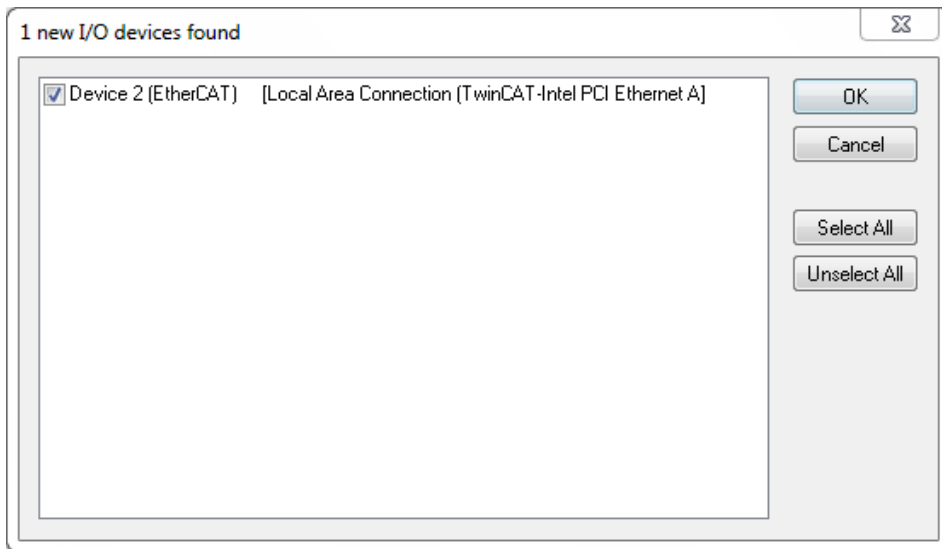 1 new I/O devices found
Device 2 (EtherCAT) [Local Area Connection (TwinCAT-Intel PCI Ethernet A]
OK
Cancel
Select All
Unselect All